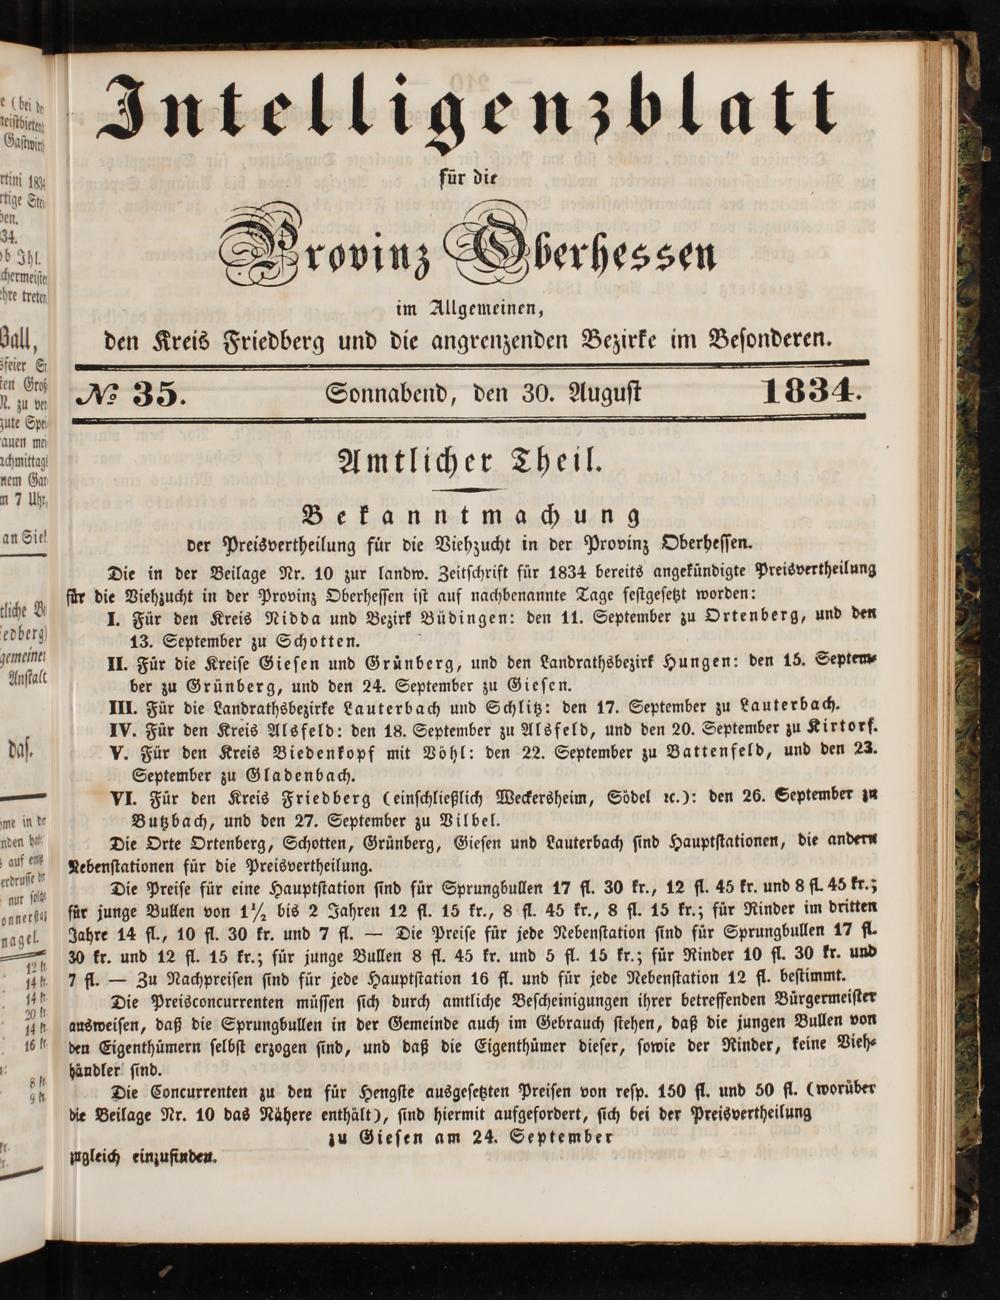 Intelligenzblatt
für die
Provinz Oberhessen
im Allgemeinen,
den Kreis Friedberg und die angrenzenden Bezirke im Besonderen.
№ 35. Sonnabend, den 30. August 1834.
Amtlicher Theil.
Bekanntmachung
der Preisvertheilung für die Viehzucht in der Provinz Oberhessen.
Die in der Beilage Nr. 10 zur landw. Zeitschrift für 1834 bereits angekündigte Preisvertheilung
für die Viehzucht in der Provinz Oberhessen ist auf nachbenannte Tage festgesetzt worden:
I. Für den Kreis Nidda und Bezirk Büdingen: den 11. September zu Ortenberg, und den
13. September zu Schotten.
II. Für die Kreise Giesen und Grünberg, und den Landrathsbezirk Hungen: den 15. Septem-
ber zu Grünberg, und den 24. September zu Giesen.
III. Für die Landrathsbezirke Lauterbach und Schlitz: den 17. September zu Lauterbach.
IV. Für den Kreis Alsfeld: den 18. September zu Alsfeld, und den 20. September zu Kirtorf.
V. Für den Kreis Biedenkopf mit Vöhl: den 22. September zu Battenfeld, und den 23.
September zu Gladenbach.
VI. Für den Kreis Friedberg (einschließlich Weckersheim, Södel ꝛc.): den 26. September zu
Butzbach, und den 27. September zu Vilbel.
Die Orte Ortenberg, Schotten, Grünberg, Giesen und Lauterbach sind Hauptstationen, die andern
Nebenstationen für die Preisvertheilung.
Die Preise für eine Hauptstation sind für Sprungbullen 17 fl. 30 kr., 12 fl. 45 kr. und 8 fl. 45 kr.;
für junge Bullen von 1½ bis 2 Jahren 12 fl. 15 kr., 8 fl. 45 kr., 8 fl. 15 kr.; für Rinder im dritten
Jahre 14 fl., 10 fl. 30 kr. und 7 fl. — Die Preise für jede Nebenstation sind für Sprungbullen 17 fl.
30 kr. und 12 fl. 15 kr.; für junge Bullen 8 fl. 45 kr. und 5 fl. 15 kr.; für Rinder 10 fl. 30 kr. und
7 fl. — Zu Nachpreisen sind für jede Hauptstation 16 fl. und für jede Nebenstation 12 fl. bestimmt.
Die Preisconcurrenten müssen sich durch amtliche Bescheinigungen ihrer betreffenden Bürgermeister
ausweisen, daß die Sprungbullen in der Gemeinde auch im Gebrauch stehen, daß die jungen Bullen von
den Eigenthümern selbst erzogen sind, und daß die Eigenthümer dieser, sowie der Rinder, keine Vieh-
händler sind.
Die Concurrenten zu den für Hengste ausgesetzten Preisen von resp. 150 fl. und 50 fl. (worüber
die Beilage Nr. 10 das Nähere enthält), sind hiermit aufgefordert, sich bei der Preisvertheilung
zu Giesen am 24. September
zugleich einzufinden.